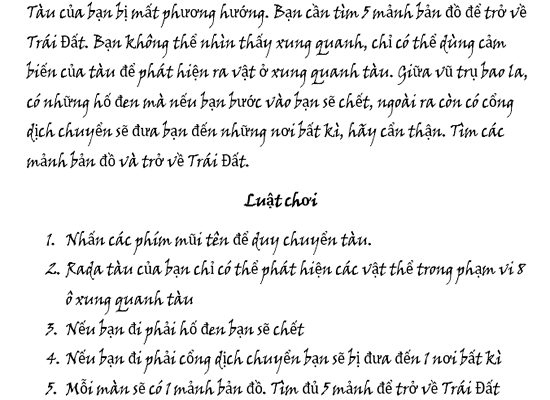 Tàu của bạn bị mất phương hướng. Bạn cần tìm 5 mảnh bản đồ để trở về
Trái Đất. Bạn không thể nhìn thấy xung quanh, chỉ có thể dùng cảm
biến của tàu để phát hiện ra vật ở xung quanh tàu. Giữa vũ trụ bao la,
có những hố đen mà nếu bạn bước vào bạn sẽ chết, ngoài ra còn có cổng
dịch chuyển sẽ đưa bạn đến những nơi bất kì, hãy cẩn thận. Tìm các
mảnh bản đồ và trở về Trái Đất.
Luật chơi
1. Nhấn các phím mũi tên để duy chuyển tàu.
2. Rada tàu của bạn chỉ có thể phát hiện các vật thể trong phạm vi 8
ô xung quanh tàu
3. Nếu bạn đi phải hố đen bạn sẽ chết
4. Nếu bạn đi phải cổng dịch chuyển bạn sẽ bị đưa đến 1 nơi bất kì
5. Mỗi màn sẽ có 1 mảnh bản đồ. Tìm đủ 5 mảnh để trở về Trái Đất